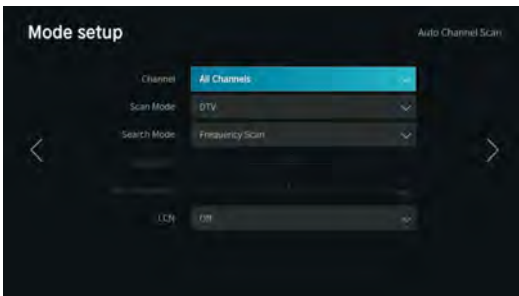 Mode setup
Auto Channel Scan
Channel All Channels
Scan Mode DTV
Search Mode Frequency Scan
LCN Off